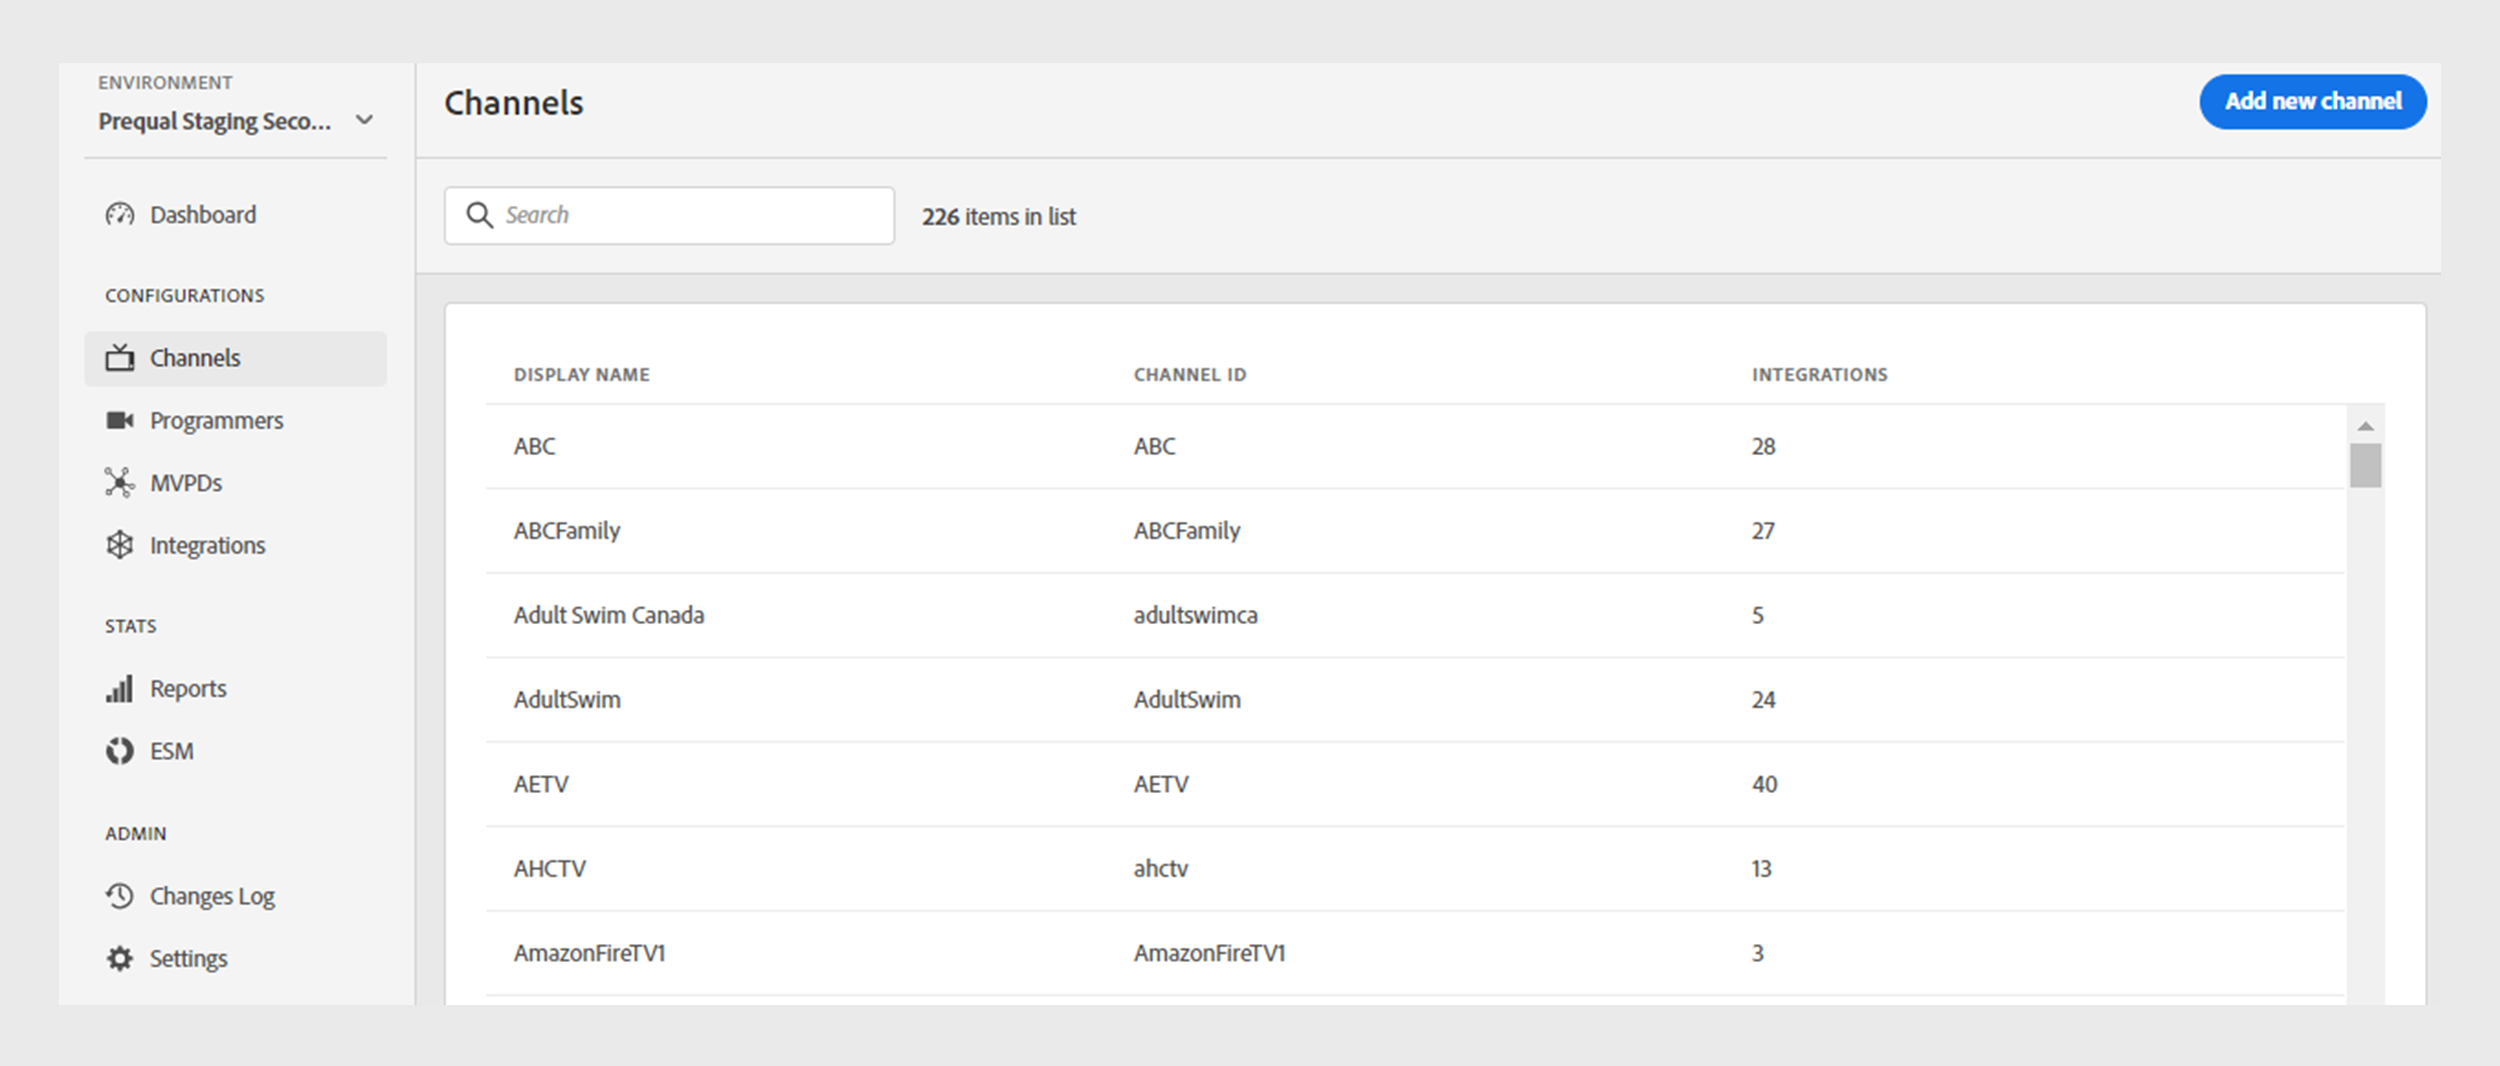 ENVIRONMENT
Prequal Staging Seco...
Dashboard
CONFIGURATIONS
Channels
Programmers
MVPDs
Integrations
STATS
Reports
ESM
ADMIN
Changes Log
Settings
Channels
Add new channel
Search
226 items in list
DISPLAY NAME CHANNEL ID INTEGRATIONS
ABC ABC 28
ABCFamily ABCFamily 27
Adult Swim Canada adultswimca 5
AdultSwim AdultSwim 24
AETV AETV 40
AHCTV ahctv 13
AmazonFireTV1 AmazonFireTV1 3